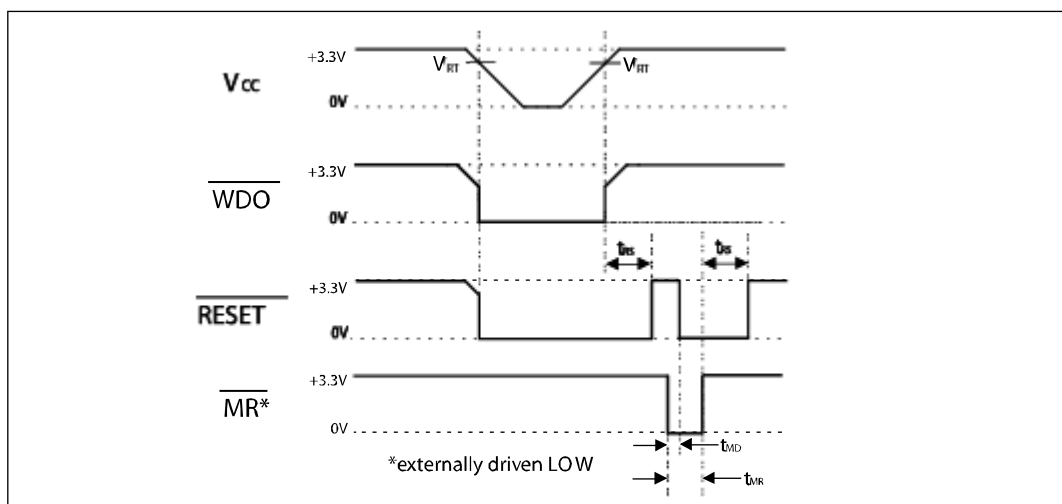 +3.3V
VRT
VRT
VCC
0V
+3.3V
WDO
0V
tRS
tRS
+3.3V
RESET
0V
+3.3V
MR*
0V
tMD
*externally driven LOW
tMR